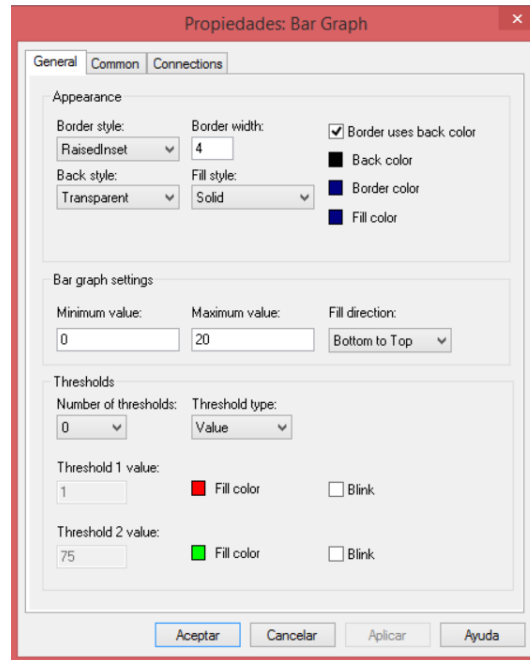 Propiedades: Bar Graph
General Common Connections
Appearance
Border style: Border width:
RaisedInset 4 Border uses back color
Back color
Back style: Fill style:
Transparent Solid Border color
Fill color
Bar graph settings
Minimum value: Maximum value: Fill direction:
0 20 Bottom to Top
Thresholds
Number of thresholds: Threshold type:
0 Value
Threshold 1 value:
1 Fill color Blink
Threshold 2 value:
75 Fill color Blink
Aceptar Cancelar Aplicar Ayuda